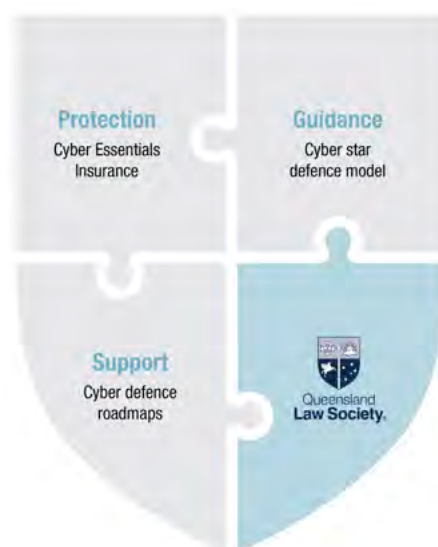 Protection
Cyber Essentials
Insurance
Guidance
Cyber star
defence model
Support
Cyber defence
roadmaps
Queensland
Law Society.